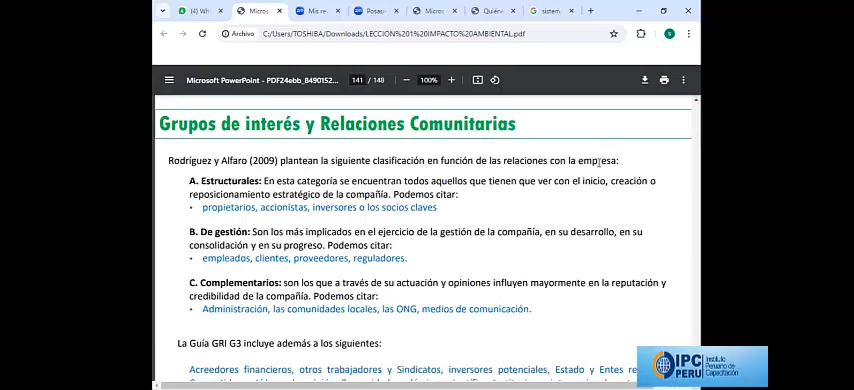 (4) Wh
Micros
Mis re
Posasi
Micros
Quién
sistem
Archivo C:/Users/TOSHIBA/Downloads/LECCION%201%20IMPACTO%20AMBIENTAL.pdf
Microsoft PowerPoint - PDF24ebb_8490152... 141 / 148 100%
Grupos de interés y Relaciones Comunitarias
Rodríguez y Alfaro (2009) plantean la siguiente clasificación en función de las relaciones con la empresa:
A. Estructurales: En esta categoría se encuentran todos aquellos que tienen que ver con el inicio, creación o
reposicionamiento estratégico de la compañía. Podemos citar:
• propietarios, accionistas, inversores o los socios claves
B. De gestión: Son los más implicados en el ejercicio de la gestión de la compañía, en su desarrollo, en su
consolidación y en su progreso. Podemos citar:
• empleados, clientes, proveedores, reguladores.
C. Complementarios: son los que a través de su actuación y opiniones influyen mayormente en la reputación y
credibilidad de la compañía. Podemos citar:
• Administración, las comunidades locales, las ONG, medios de comunicación.
La Guía GRI G3 incluye además a los siguientes:
Acreedores financieros, otros trabajadores y Sindicatos, inversores potenciales, Estado y Entes re
IPC PERU
Instituto
Peruano de
Capacitación